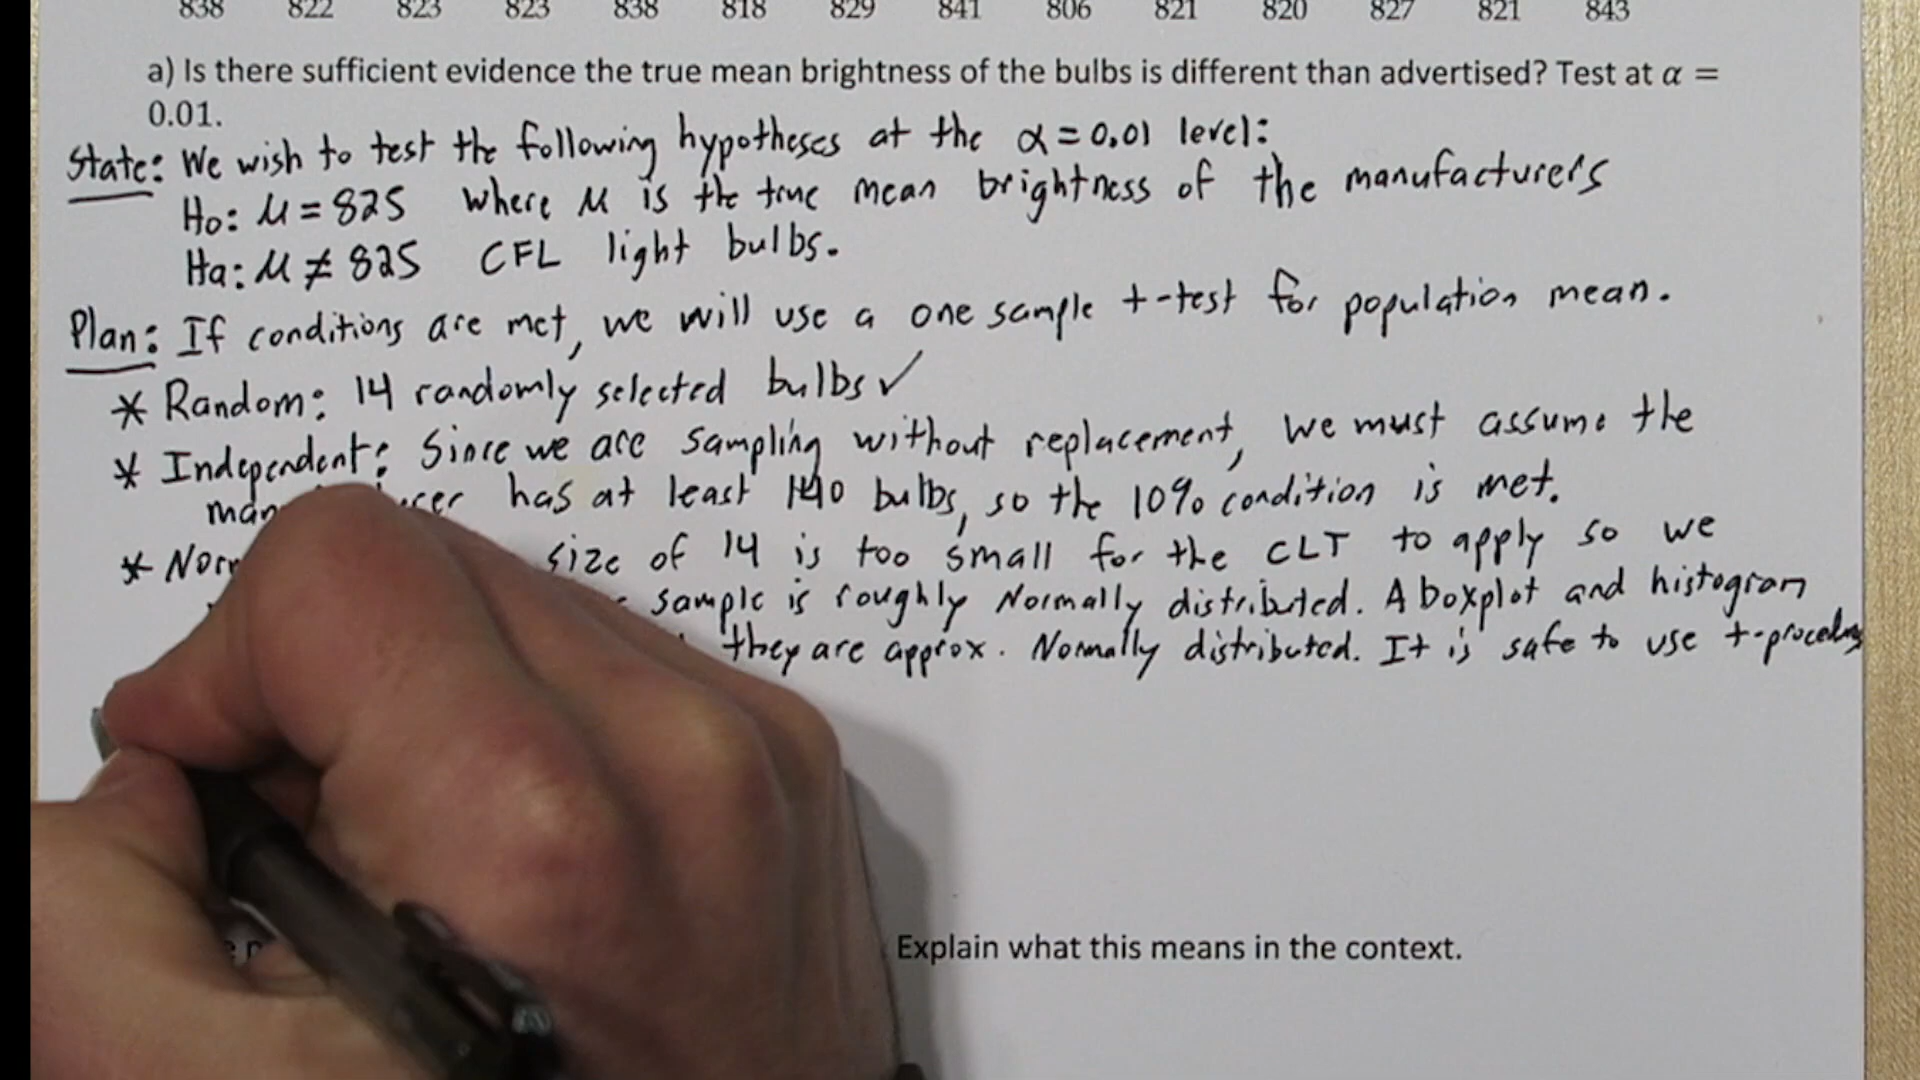 838 822 823 823 838 818 829 841 806 821 820 827 821 843
a) Is there sufficient evidence the true mean brightness of the bulbs is different than advertised? Test at α =
0.01.
State: We wish to test the following hypotheses at the α = 0.01 level:
Ho: μ = 825 where μ is the true mean brightness of the manufacturers
Ha: μ ≠ 825 CFL light bulbs.
Plan: If conditions are met, we will use a one sample t-test for population mean.
* Random: 14 randomly selected bulbs ✓
* Independent: Since we are sampling without replacement, we must assume the
has at least 140 bulbs, so the 10% condition is met.
* size of 14 is too small for the CLT to apply so we
sample is roughly Normally distributed. A boxplot and histogram
they are approx. Normally distributed. It is safe to use
Explain what this means in the context.